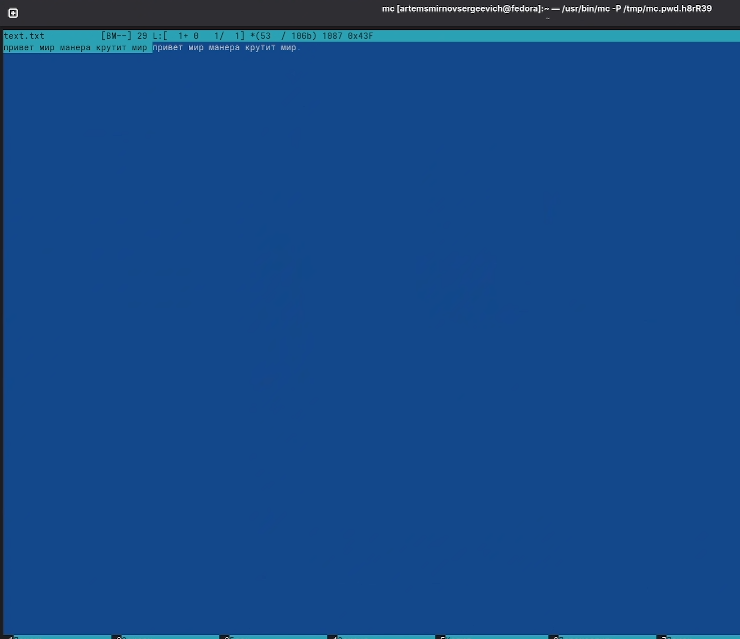 mc [artemsmirnovsergeevich@fedora]:~ — /usr/bin/mc -P /tmp/mc.pwd.h8rR39
text.txt [BM--] 29 L:[ 1+ 0 1/ 1] *(53 / 106b) 1087 0x43F
привет мир манера крутит мир привет мир манера крутит мир